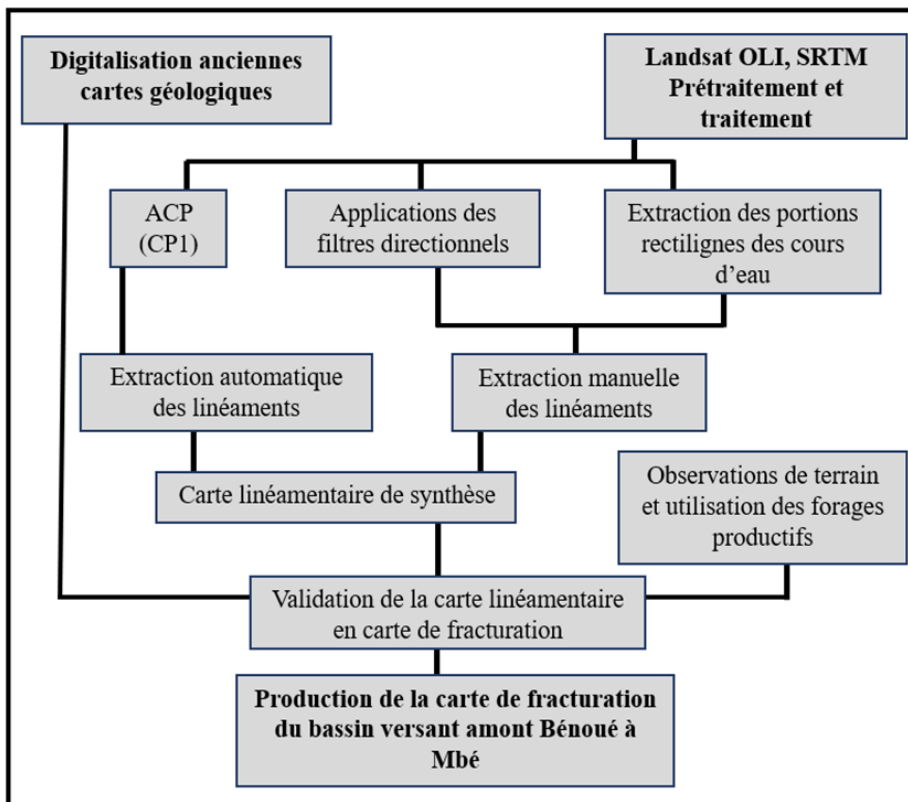 Digitalisation anciennes
cartes géologiques
Landsat OLI, SRTM
Prétraitement et
traitement
ACP
(CP1)
Applications des
filtres directionnels
Extraction des portions
rectilignes des cours
d’eau
Extraction automatique
des linéaments
Extraction manuelle
des linéaments
Carte linéamentaire de synthèse
Observations de terrain
et utilisation des forages
productifs
Validation de la carte linéamentaire
en carte de fracturation
Production de la carte de fracturation
du bassin versant amont Bénoué à
Mbé